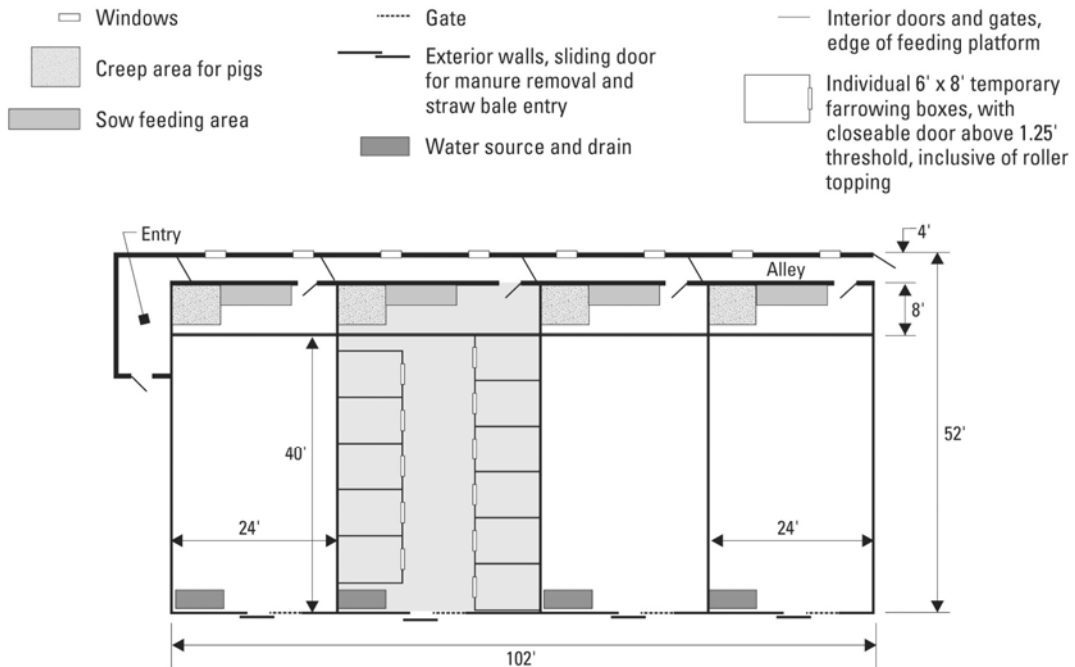 Windows
Creep area for pigs
Sow feeding area
Gate
Exterior walls, sliding door
for manure removal and
straw bale entry
Water source and drain
Interior doors and gates,
edge of feeding platform
Individual 6' x 8' temporary
farrowing boxes, with
closeable door above 1.25'
threshold, inclusive of roller
topping
Entry
4'
Alley
8'
40'
52'
24'
24'
102'